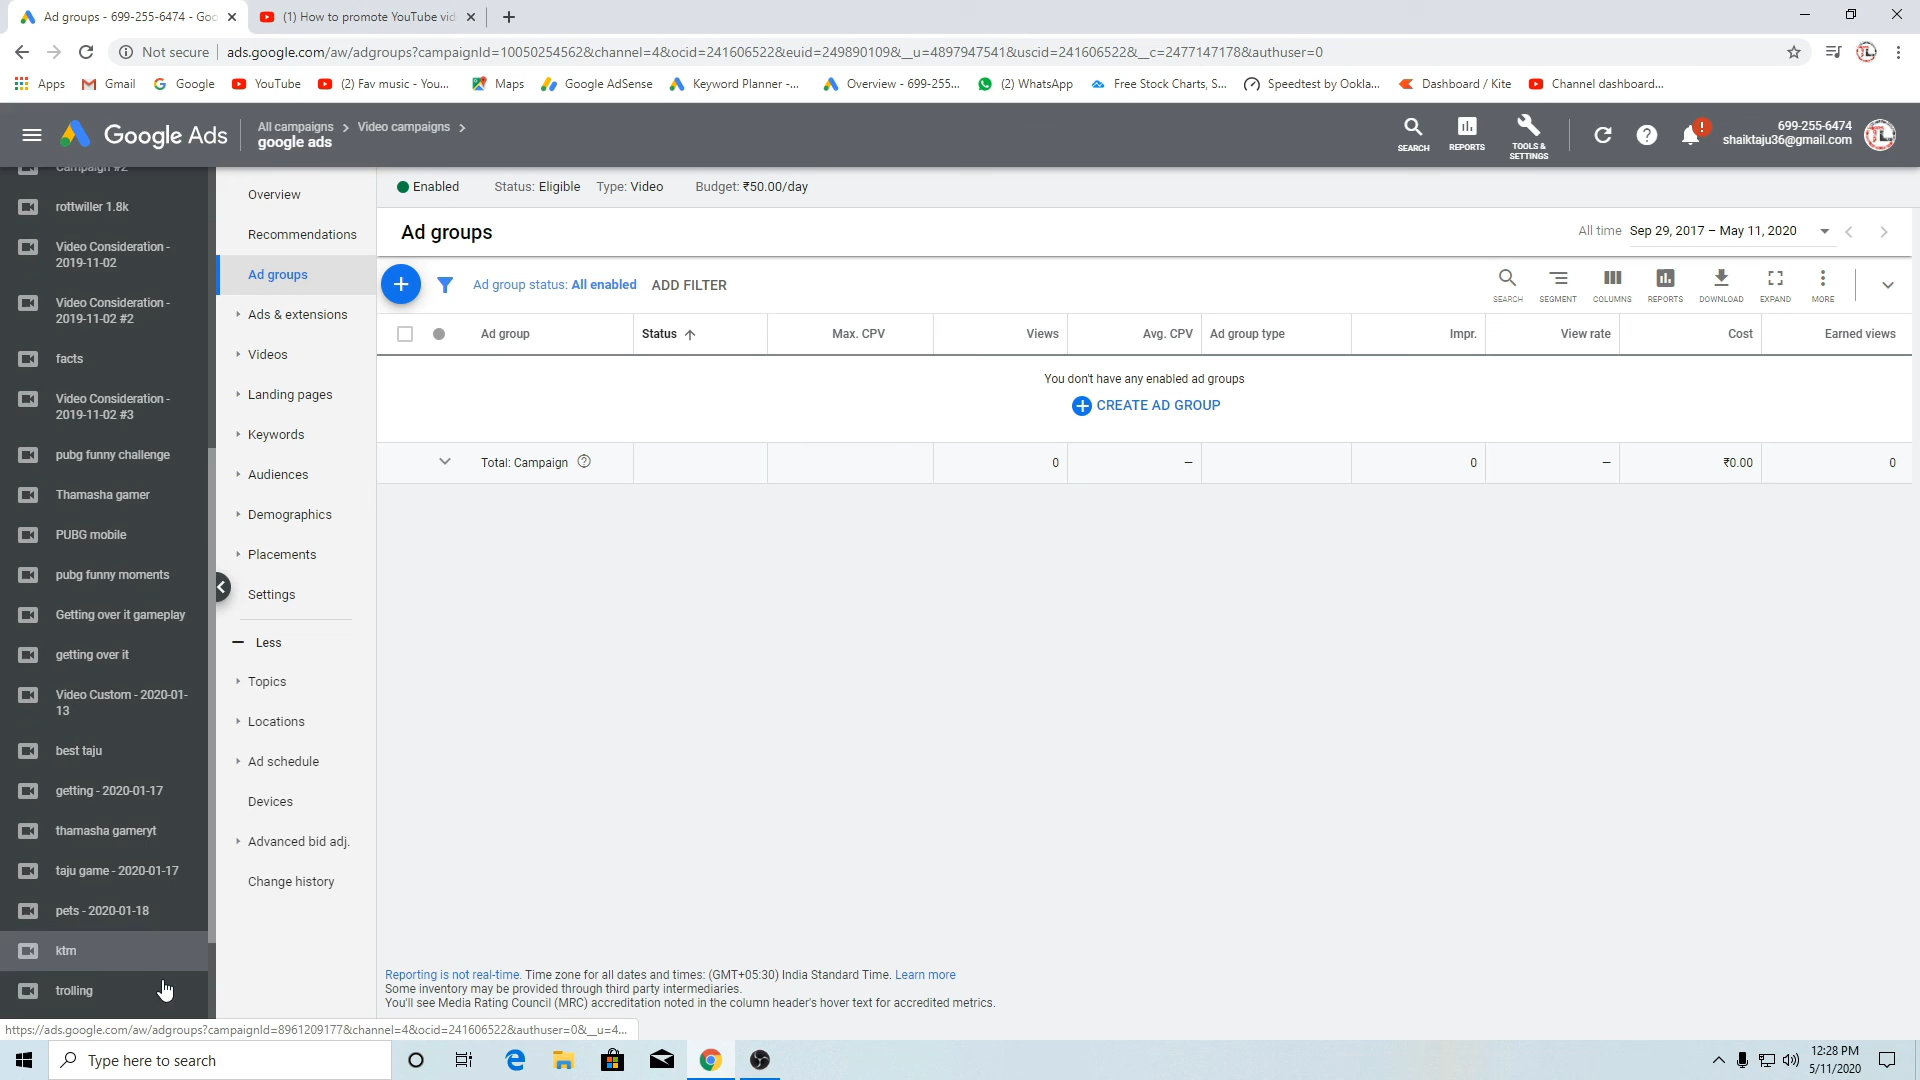 Ad groups - 699-255-6474 - Goo
(1) How to promote YouTube vid
Not secure
ads.google.com/aw/adgroups?campaignId=10050254562&channel=4&ocid=241606522&euid=249890109&__u=4897947541&uscid=241606522&__c=2477147178&authuser=0
Apps
Gmail
Google
YouTube
(2) Fav music - You...
Maps
Google AdSense
Keyword Planner -...
Overview - 699-255...
(2) WhatsApp
Free Stock Charts, S...
Speedtest by Ookla...
Dashboard / Kite
Channel dashboard...
Google Ads
All campaigns > Video campaigns >
google ads
SEARCH
REPORTS
TOOLS &
SETTINGS
699-255-6474
shaiktaju36@gmail.com
Campaign #2
rottwiller 1.8k
Video Consideration -
2019-11-02
Video Consideration -
2019-11-02 #2
facts
Video Consideration -
2019-11-02 #3
pubg funny challenge
Thamasha gamer
PUBG mobile
pubg funny moments
Getting over it gameplay
getting over it
Video Custom - 2020-01-
13
best taju
getting - 2020-01-17
thamasha gameryt
taju game - 2020-01-17
pets - 2020-01-18
ktm
trolling
Overview
Recommendations
Ad groups
Ads & extensions
Videos
Landing pages
Keywords
Audiences
Demographics
Placements
Settings
Less
Topics
Locations
Ad schedule
Devices
Advanced bid adj.
Change history
Enabled Status: Eligible Type: Video Budget: ₹50.00/day
Ad groups
All time Sep 29, 2017 – May 11, 2020
Ad group status: All enabled ADD FILTER
SEARCH
SEGMENT
COLUMNS
REPORTS
DOWNLOAD
EXPAND
MORE
Ad group
Status
Max. CPV
Views
Avg. CPV
Ad group type
Impr.
View rate
Cost
Earned views
You don't have any enabled ad groups
CREATE AD GROUP
Total: Campaign
0
–
0
–
₹0.00
0
Reporting is not real-time. Time zone for all dates and times: (GMT+05:30) India Standard Time. Learn more
Some inventory may be provided through third party intermediaries.
You'll see Media Rating Council (MRC) accreditation noted in the column header's hover text for accredited metrics.
https://ads.google.com/aw/adgroups?campaignId=8961209177&channel=4&ocid=241606522&authuser=0&__u=4...
Type here to search
12:28 PM
5/11/2020